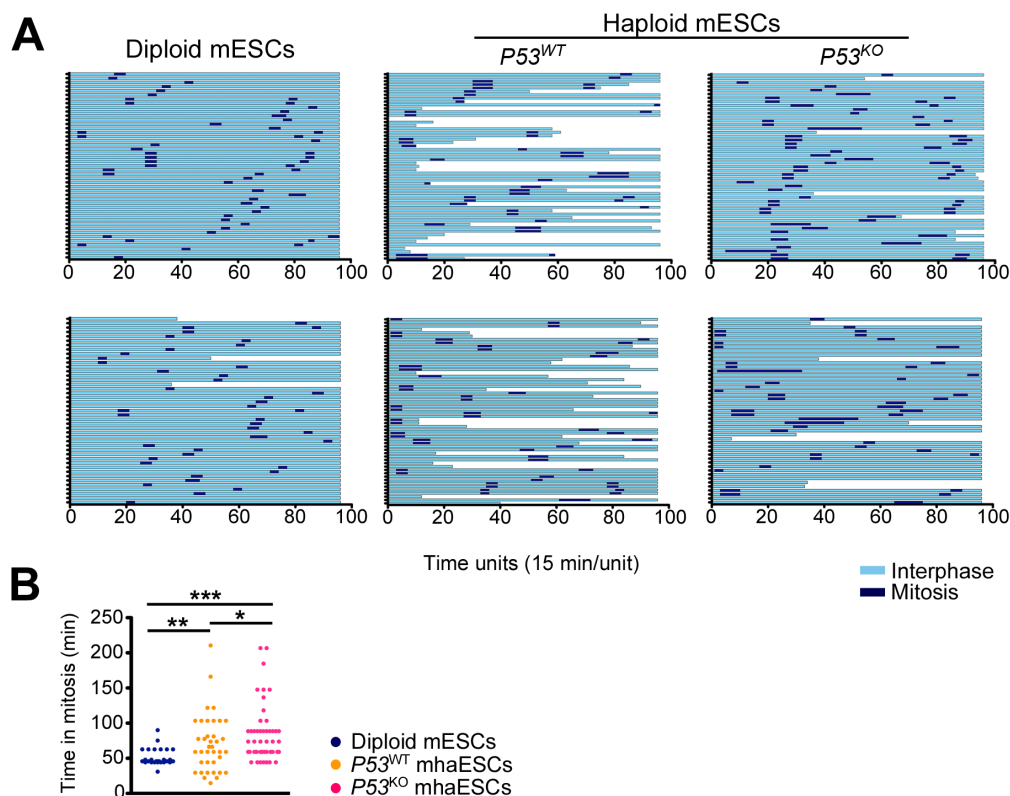 A
Haploid mESCs
Diploid mESCs
P53WT
P53KO
0 20 40 60 80 100
0 20 40 60 80 100
0 20 40 60 80 100
0 20 40 60 80 100
0 20 40 60 80 100
0 20 40 60 80 100
Time units (15 min/unit)
Interphase
Mitosis
B
***
** *
Time in mitosis (min)
250
200
150
100
50
0
Diploid mESCs
P53WT mhaESCs
P53KO mhaESCs